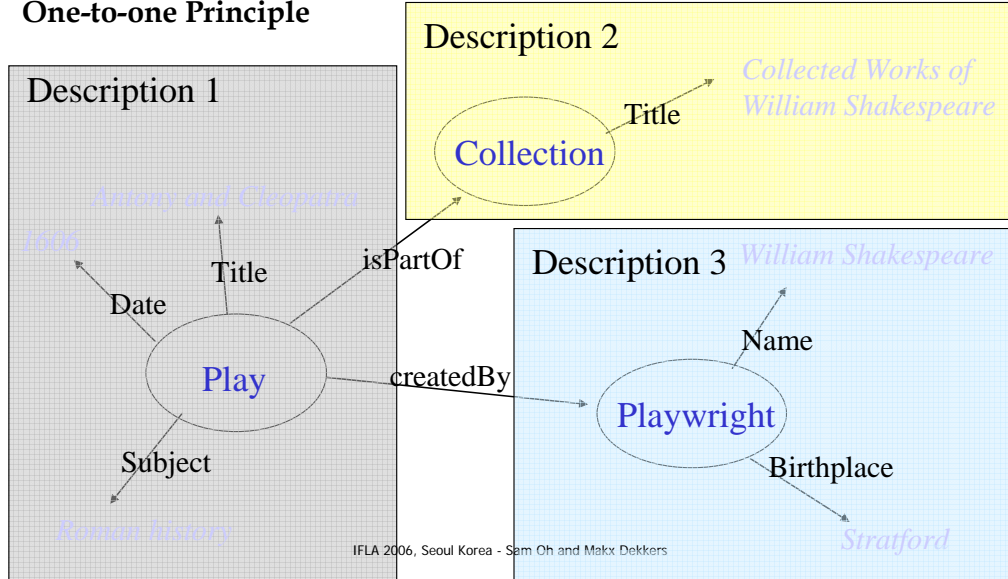 One-to-one Principle
Description 2
Collected Works of
William Shakespeare
Title
Collection
Description 1
Antony and Cleopatra
1606
Title
isPartOf
Date
Play
createdBy
Subject
Roman history
Description 3
William Shakespeare
Name
Playwright
Birthplace
Stratford
IFLA 2006, Seoul Korea - Sam Oh and Makx Dekkers